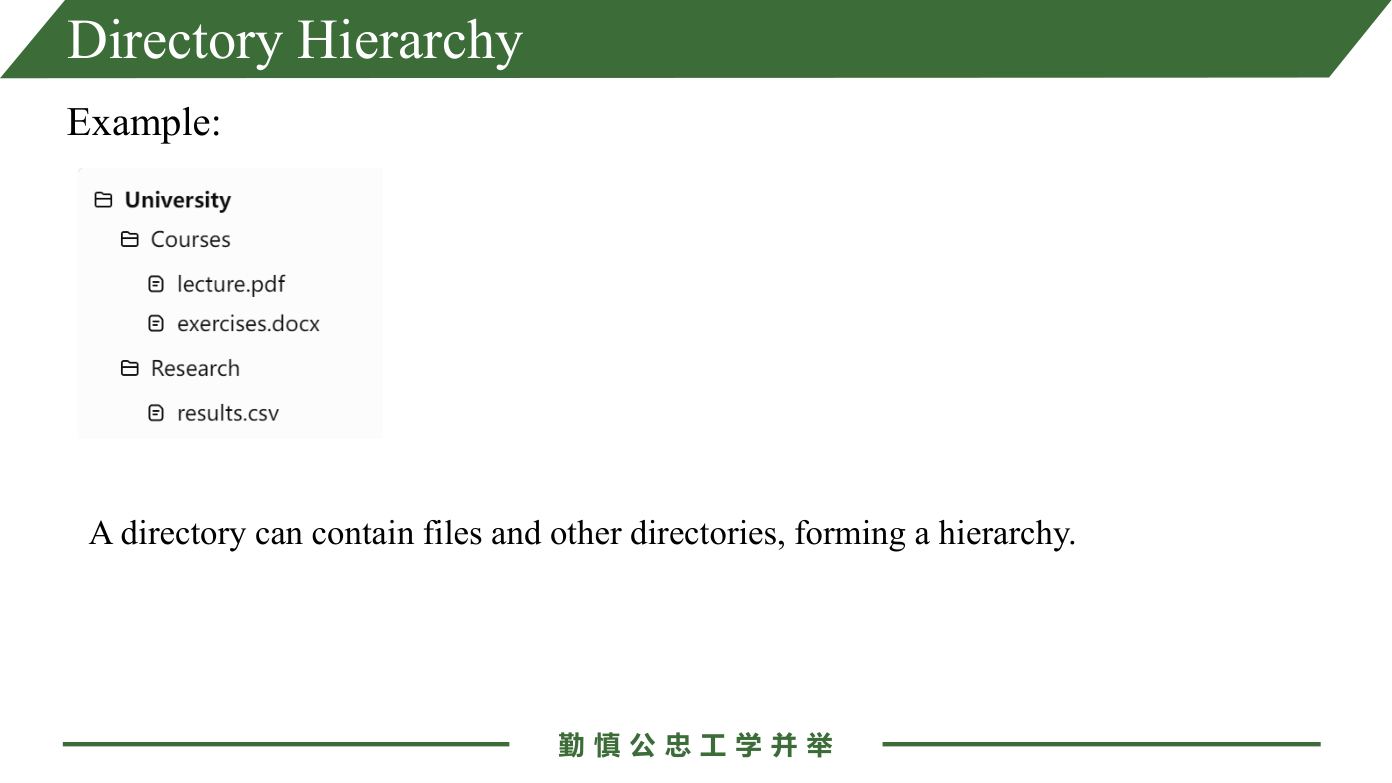 Directory Hierarchy
Example:
University
Courses
lecture.pdf
exercises.docx
Research
results.csv
A directory can contain files and other directories, forming a hierarchy.
勤慎公忠工学并举